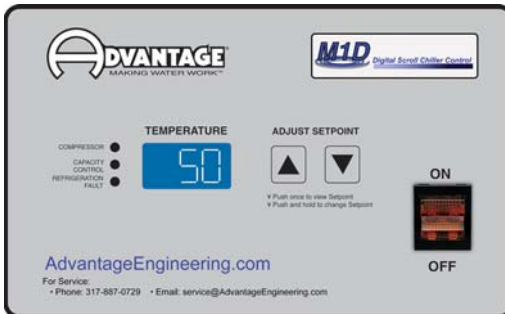 ADVANTAGE®
MAKING WATER WORK™
M1D Digital Scroll Chiller Control
TEMPERATURE
ADJUST SETPOINT
COMPRESSOR
CAPACITY
CONTROL
REFRIGERATION
FAULT
50
¥ Push once to view Setpoint
¥ Push and hold to change Setpoint
ON
OFF
AdvantageEngineering.com
For Service:
• Phone: 317-887-0729 • Email: service@AdvantageEngineering.com